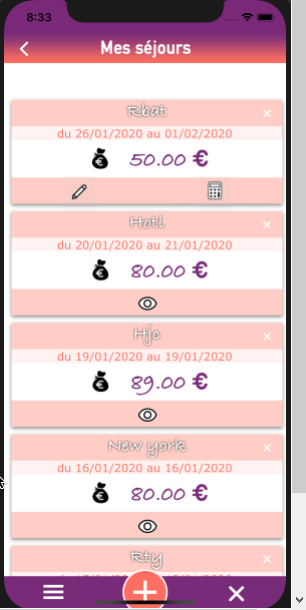 8:33
Mes séjours
Rbat
du 26/01/2020 au 01/02/2020
50.00 €
Hotl
du 20/01/2020 au 21/01/2020
80.00 €
Hjc
du 19/01/2020 au 19/01/2020
89.00 €
New york
du 16/01/2020 au 16/01/2020
80.00 €
Rty